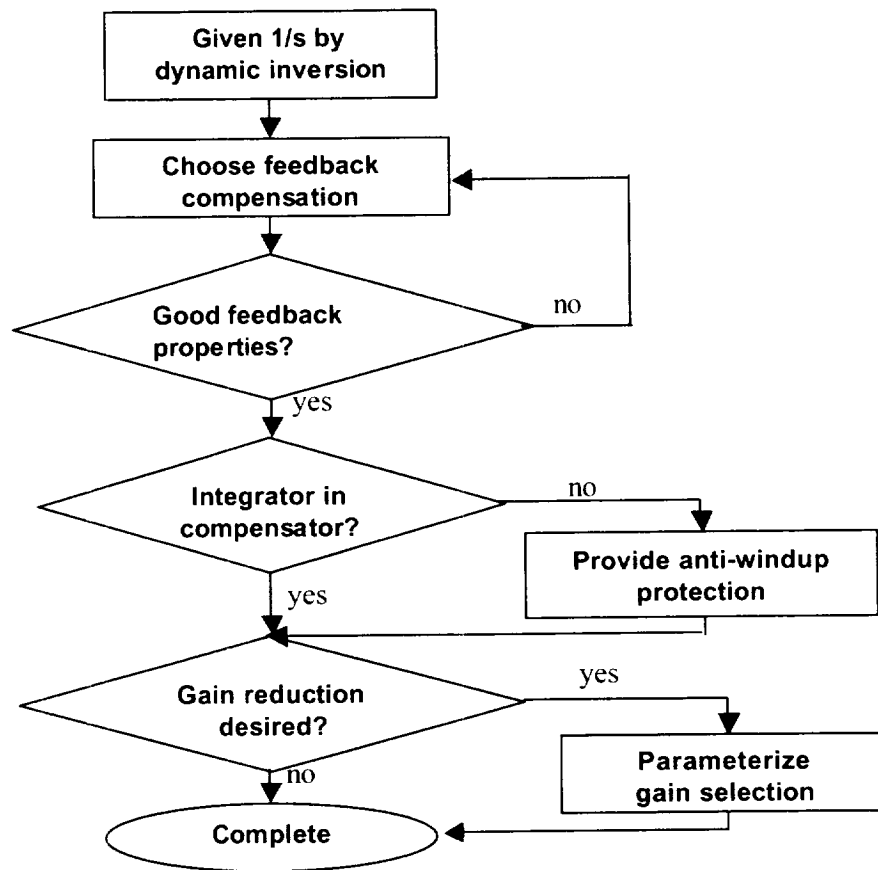 Given 1/s by
dynamic inversion
Choose feedback
compensation
Good feedback
properties?
no
yes
Integrator in
compensator?
no
Provide anti-windup
protection
yes
Gain reduction
desired?
yes
Parameterize
gain selection
no
Complete